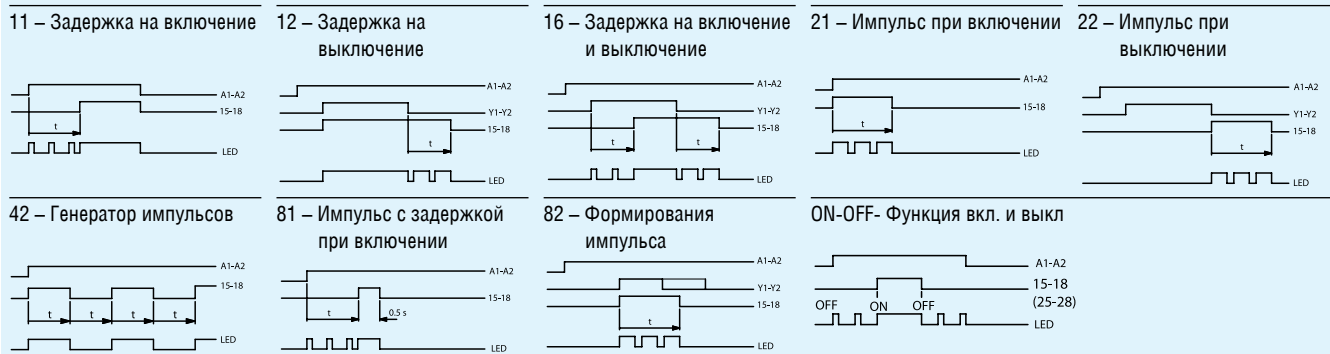 11 – Задержка на включение
A1-A2
15-18
t
LED
12 – Задержка на
выключение
A1-A2
Y1-Y2
15-18
t
LED
16 – Задержка на включение
и выключение
A1-A2
Y1-Y2
15-18
t t
LED
21 – Импульс при включении
A1-A2
15-18
t
LED
22 – Импульс при
выключении
A1-A2
Y1-Y2
15-18
t
LED
42 – Генератор импульсов
A1-A2
15-18
t t t t
LED
81 – Импульс с задержкой
при включении
A1-A2
15-18
t 0,5 s
LED
82 – Формирования
импульса
A1-A2
Y1-Y2
15-18
t
LED
ON-OFF- Функция вкл. и выкл
A1-A2
15-18
(25-28)
OFF ON OFF
LED